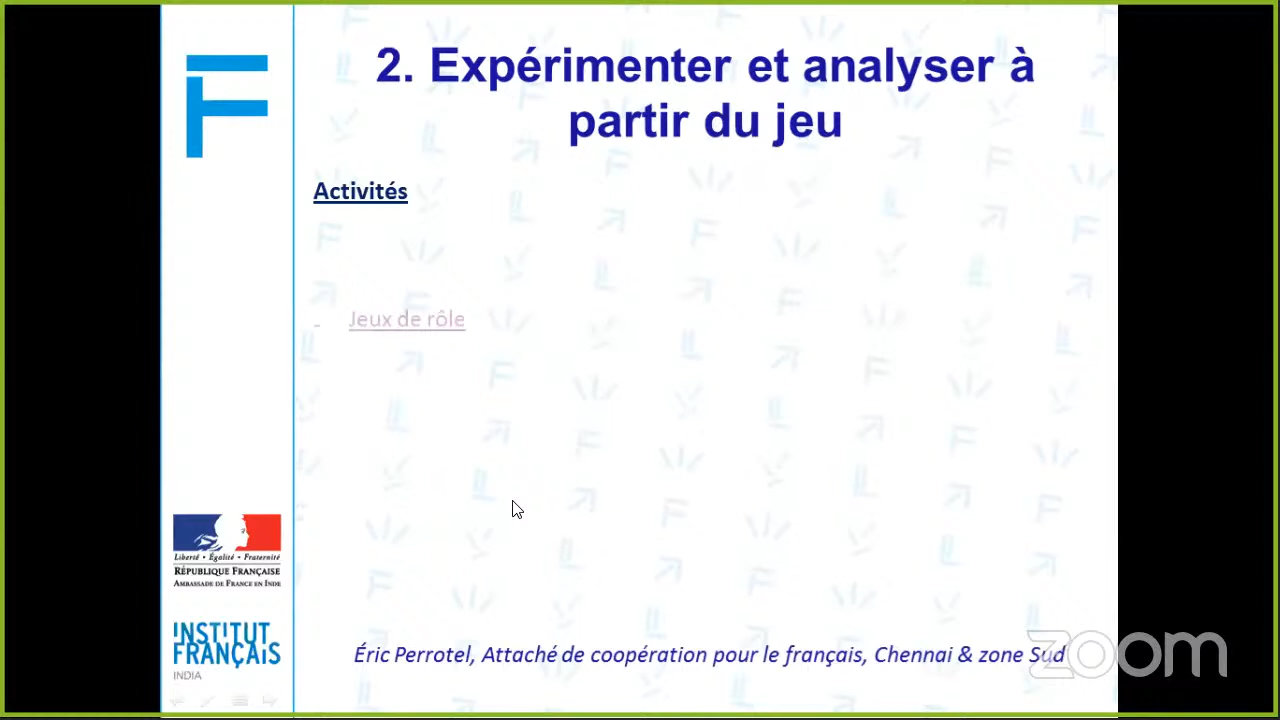 2. Expérimenter et analyser à
partir du jeu
Activités
- Jeux de rôle
Liberté • Égalité • Fraternité
RÉPUBLIQUE FRANÇAISE
AMBASSADE DE FRANCE EN INDE
INSTITUT
FRANÇAIS
INDIA
Éric Perrotel, Attaché de coopération pour le français, Chennai & zone Sud
zoom